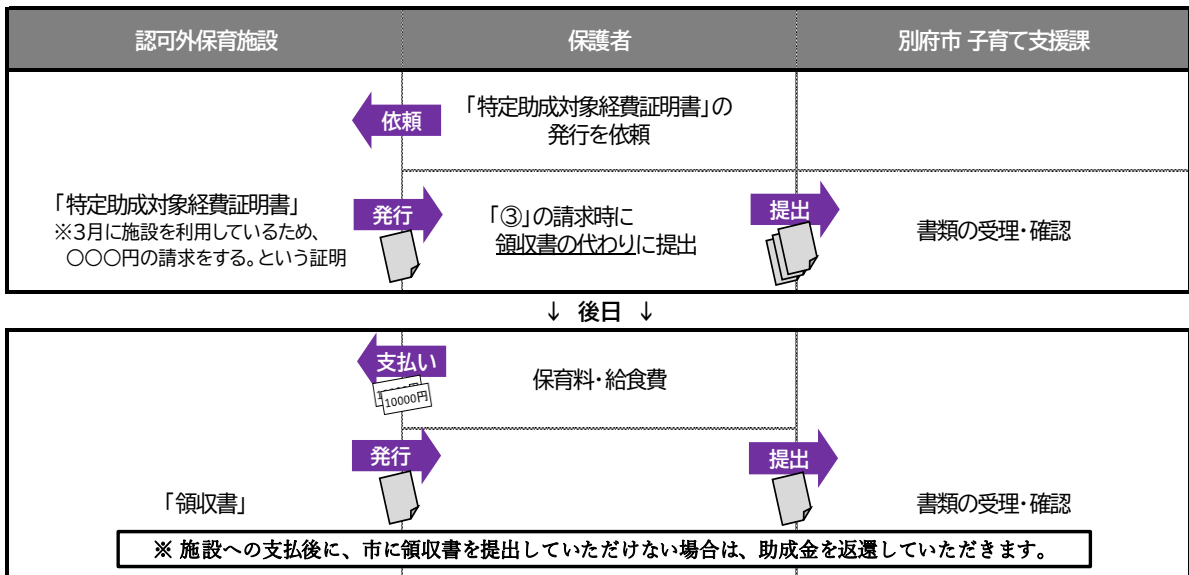 認可外保育施設
保護者
別府市 子育て支援課
依頼
「特定助成対象経費証明書」の
発行を依頼
「特定助成対象経費証明書」
※3月に施設を利用しているため、
○○○円の請求をする。という証明
発行
「③」の請求時に
領収書の代わりに提出
提出
書類の受理・確認
↓ 後日 ↓
支払い
10000円
保育料・給食費
発行
「領収書」
提出
書類の受理・確認
※ 施設への支払後に、市に領収書を提出していただけない場合は、助成金を返還していただきます。